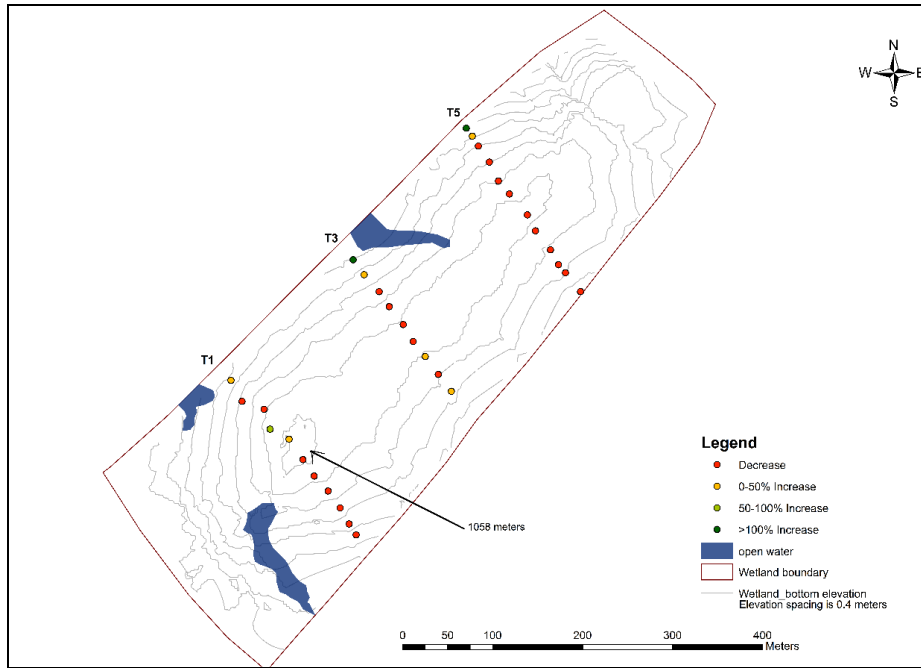 N
W E
S
T5
T3
T1
1058 meters
Legend
Decrease
0-50% Increase
50-100% Increase
>100% Increase
open water
Wetland boundary
Wetland_bottom elevation
Elevation spacing is 0.4 meters
0 50 100 200 300 400
Meters